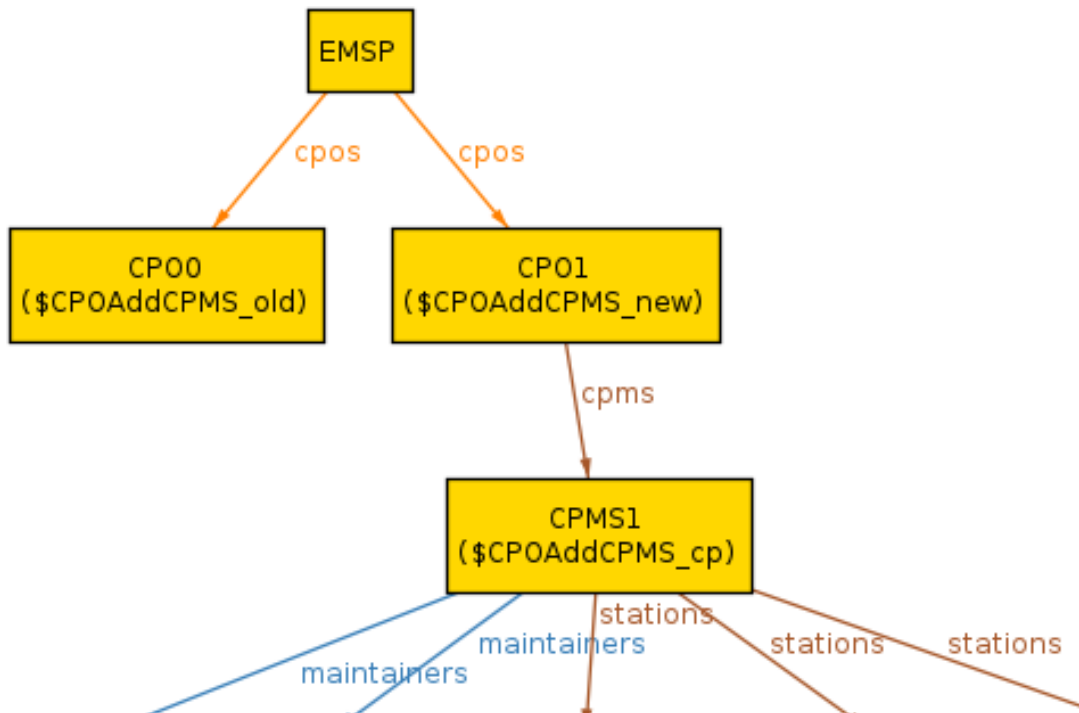 EMSP
cpos
cpos
CPO0
($CPOAddCPMS_old)
CPO1
($CPOAddCPMS_new)
cpms
CPMS1
($CPOAddCPMS_cp)
stations
maintainers
stations
stations
maintainers